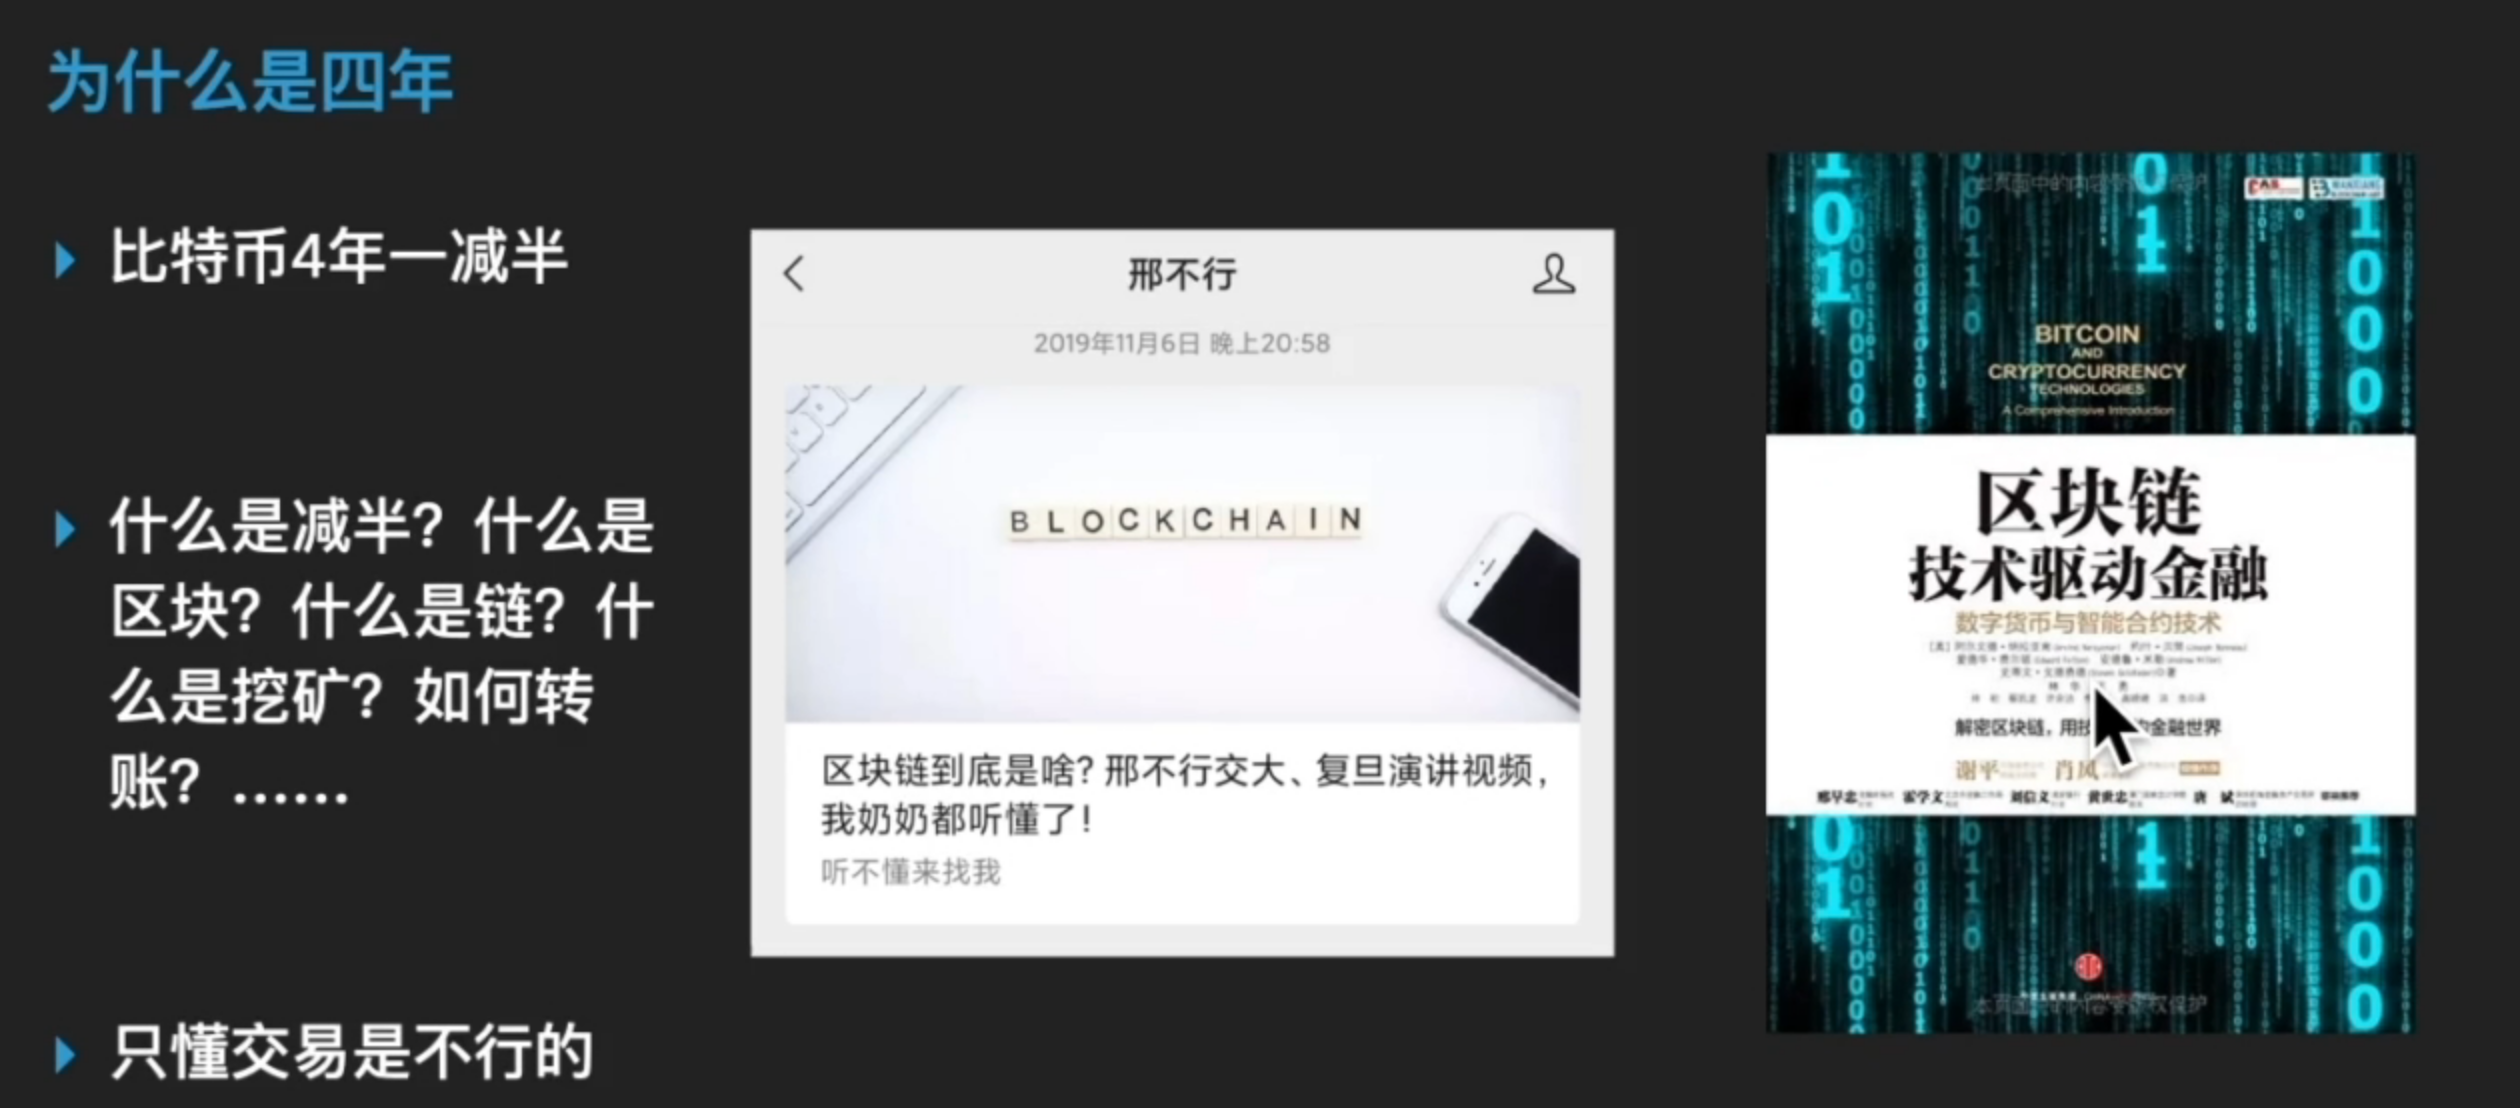 为什么是四年
比特币4年一减半
什么是减半？什么是
区块？什么是链？什
么是挖矿？如何转
账？……
只懂交易是不行的
邢不行
2019年11月6日 晚上20:58
BLOCKCHAIN
区块链到底是啥？邢不行交大、复旦演讲视频，
我奶奶都听懂了！
听不懂来找我
BITCOIN
AND
CRYPTOCURRENCY
TECHNOLOGIES
A Comprehensive Introduction
区块链
技术驱动金融
数字货币与智能合约技术
解密区块链，用技 的金融世界
谢平 肖风